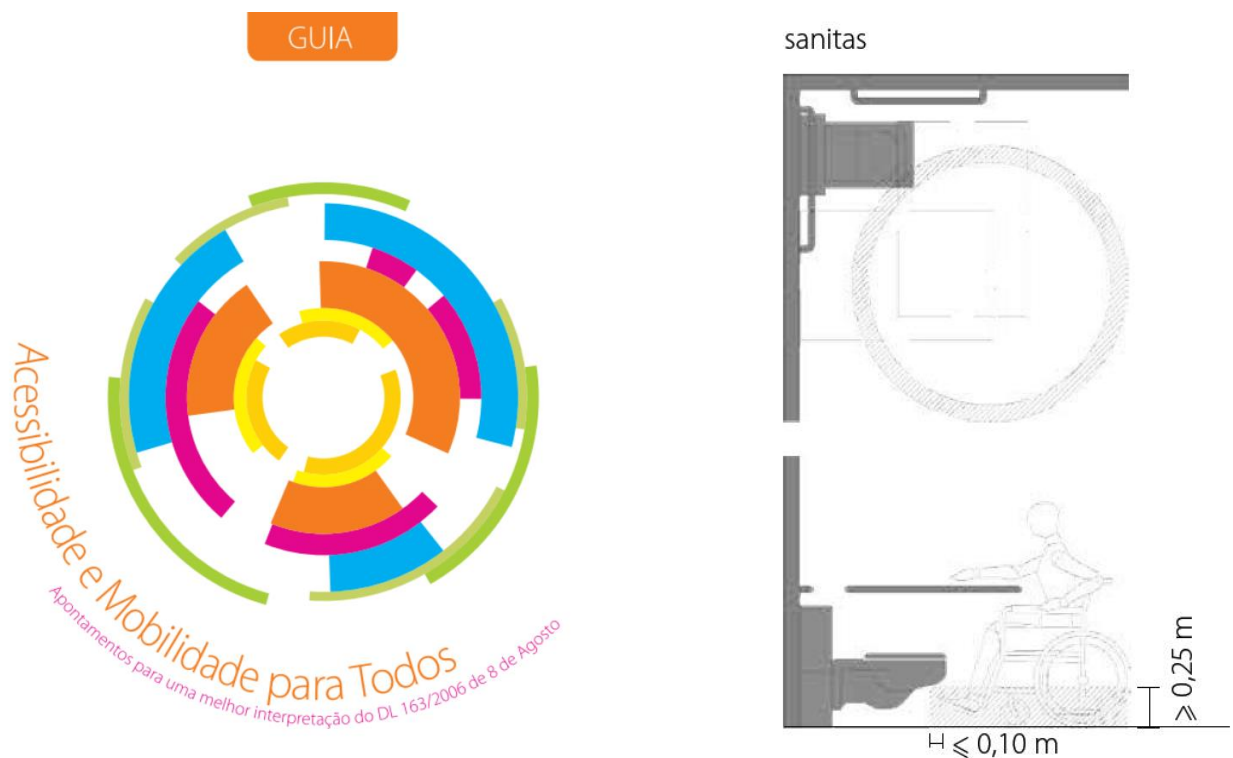 GUIA
Acessibilidade e Mobilidade para Todos
Apontamentos para uma melhor interpretação do DL 163/2006 de 8 de Agosto
sanitas
⩾ 0,25 m
⩽ 0,10 m